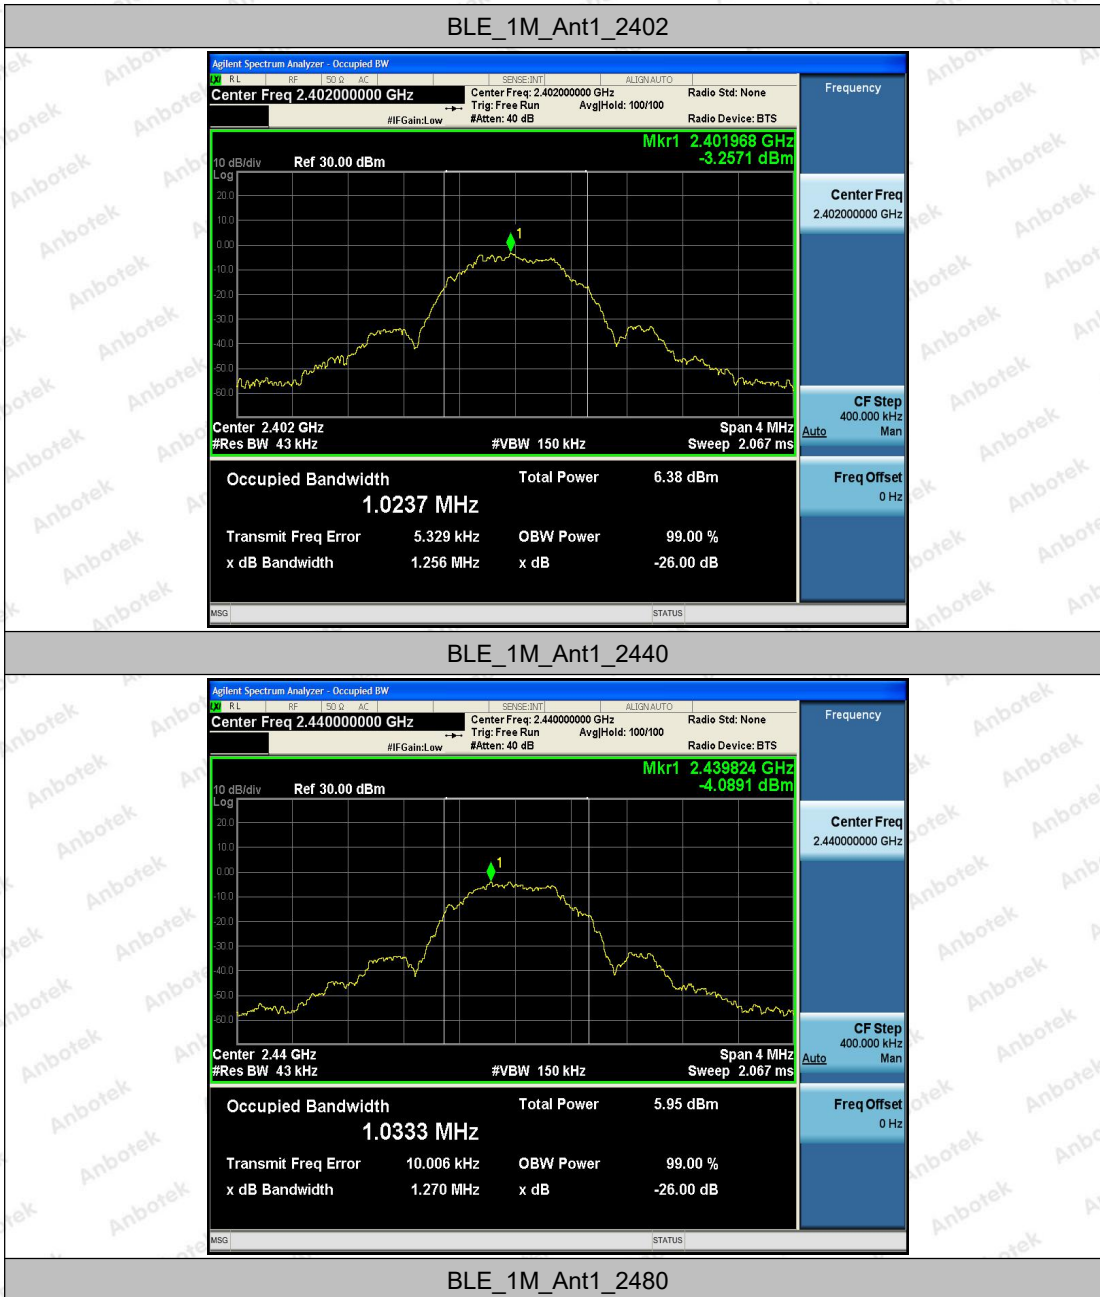 BLE_1M_Ant1_2402
Agilent Spectrum Analyzer - Occupied BW
LXI RL RF 50 Ω AC SENSE:INT ALIGN AUTO
Center Freq 2.402000000 GHz
Center Freq: 2.402000000 GHz Radio Std: None
Trig: Free Run Avg|Hold: 100/100
#IFGain:Low #Atten: 40 dB Radio Device: BTS
Mkr1 2.401968 GHz
-3.2571 dBm
10 dB/div Ref 30.00 dBm
Log
20.0
10.0
0.00
-10.0
-20.0
-30.0
-40.0
-50.0
-60.0
1
Center 2.402 GHz Span 4 MHz
#Res BW 43 kHz #VBW 150 kHz Sweep 2.067 ms
Occupied Bandwidth Total Power 6.38 dBm
1.0237 MHz
Transmit Freq Error 5.329 kHz OBW Power 99.00 %
x dB Bandwidth 1.256 MHz x dB -26.00 dB
MSG STATUS
Frequency
Center Freq
2.402000000 GHz
CF Step
400.000 kHz
Auto Man
Freq Offset
0 Hz
BLE_1M_Ant1_2440
Agilent Spectrum Analyzer - Occupied BW
LXI RL RF 50 Ω AC SENSE:INT ALIGN AUTO
Center Freq 2.440000000 GHz
Center Freq: 2.440000000 GHz Radio Std: None
Trig: Free Run Avg|Hold: 100/100
#IFGain:Low #Atten: 40 dB Radio Device: BTS
Mkr1 2.439824 GHz
-4.0891 dBm
10 dB/div Ref 30.00 dBm
Log
20.0
10.0
0.00
-10.0
-20.0
-30.0
-40.0
-50.0
-60.0
1
Center 2.44 GHz Span 4 MHz
#Res BW 43 kHz #VBW 150 kHz Sweep 2.067 ms
Occupied Bandwidth Total Power 5.95 dBm
1.0333 MHz
Transmit Freq Error 10.006 kHz OBW Power 99.00 %
x dB Bandwidth 1.270 MHz x dB -26.00 dB
MSG STATUS
Frequency
Center Freq
2.440000000 GHz
CF Step
400.000 kHz
Auto Man
Freq Offset
0 Hz
BLE_1M_Ant1_2480
Anbotek